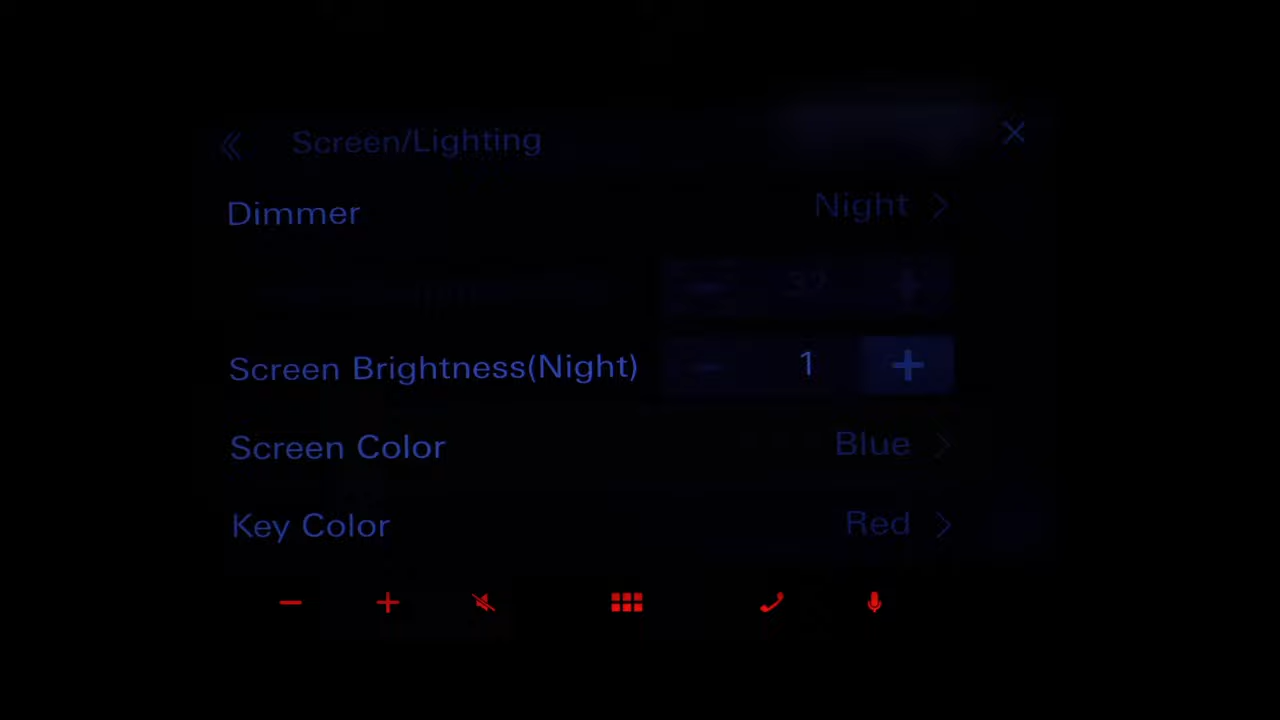 Screen/Lighting
Dimmer Night
Screen Brightness(Night) 1
Screen Color Blue
Key Color Red